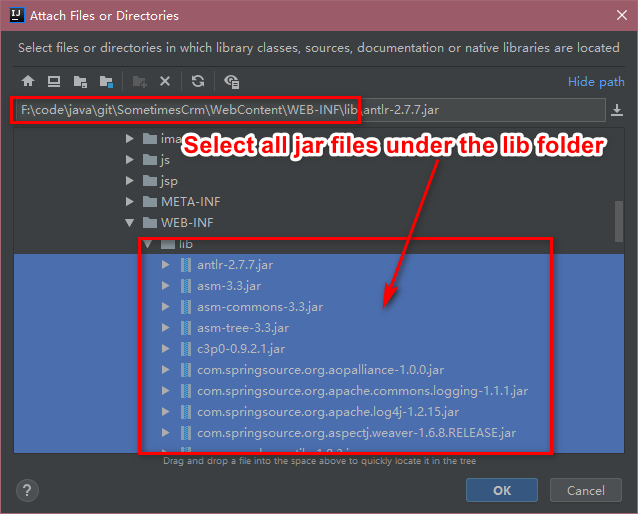 Attach Files or Directories
Select files or directories in which library classes, sources, documentation or native libraries are located
Hide path
F:\code\java\git\SometimesCrm\WebContent\WEB-INF\lib\antlr-2.7.7.jar
Select all jar files under the lib folder
js
jsp
META-INF
WEB-INF
lib
antlr-2.7.7.jar
asm-3.3.jar
asm-commons-3.3.jar
asm-tree-3.3.jar
c3p0-0.9.2.1.jar
com.springsource.org.aopalliance-1.0.0.jar
com.springsource.org.apache.commons.logging-1.1.1.jar
com.springsource.org.apache.log4j-1.2.15.jar
com.springsource.org.aspectj.weaver-1.6.8.RELEASE.jar
Drag and drop a file into the space above to quickly locate it in the tree
?
OK
Cancel